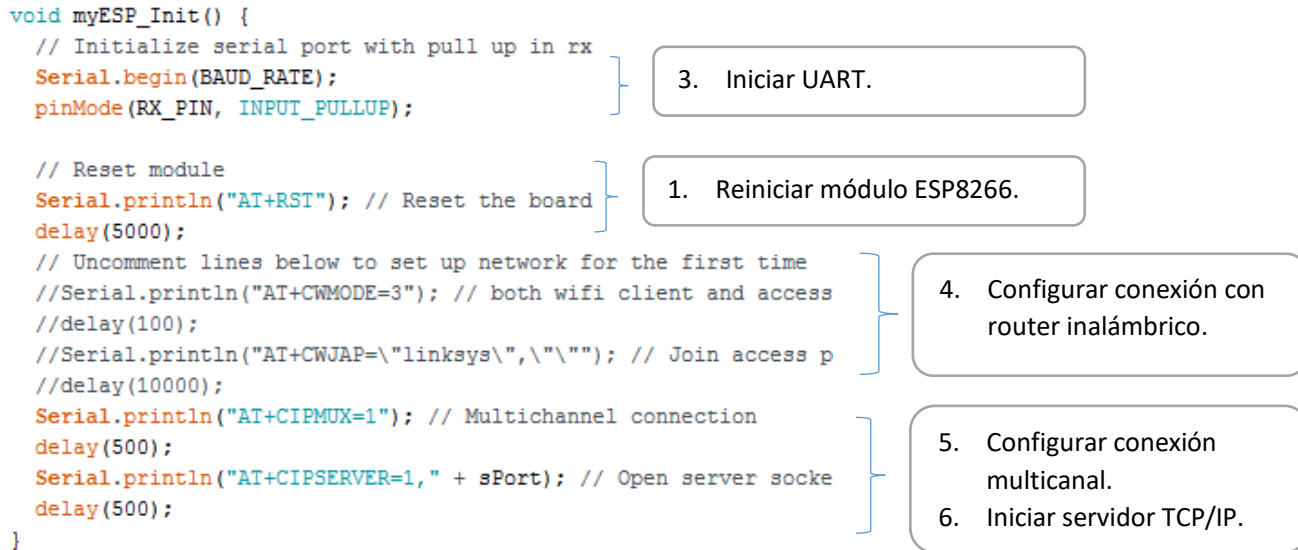 void myESP_Init() {
// Initialize serial port with pull up in rx
Serial.begin(BAUD_RATE);
pinMode(RX_PIN, INPUT_PULLUP);
3. Iniciar UART.
// Reset module
Serial.println("AT+RST"); // Reset the board
delay(5000);
1. Reiniciar módulo ESP8266.
// Uncomment lines below to set up network for the first time
//Serial.println("AT+CWMODE=3"); // both wifi client and access
//delay(100);
//Serial.println("AT+CWJAP=\"linksys\",\"\""); // Join access p
//delay(10000);
4. Configurar conexión con
router inalámbrico.
Serial.println("AT+CIPMUX=1"); // Multichannel connection
delay(500);
Serial.println("AT+CIPSERVER=1," + sPort); // Open server socke
delay(500);
}
5. Configurar conexión
multicanal.
6. Iniciar servidor TCP/IP.